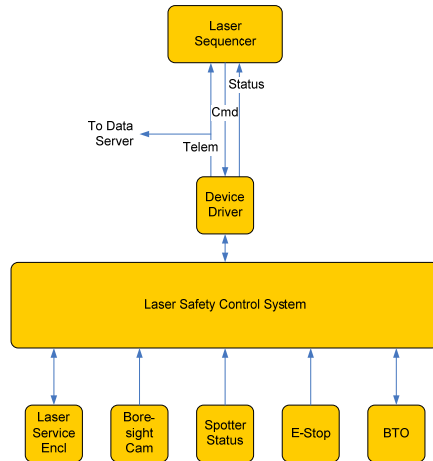 Laser
Sequencer
Status
Cmd
To Data
Server
Telem
Device
Driver
Laser Safety Control System
Laser
Service
Encl
Bore-
sight
Cam
Spotter
Status
E-Stop
BTO